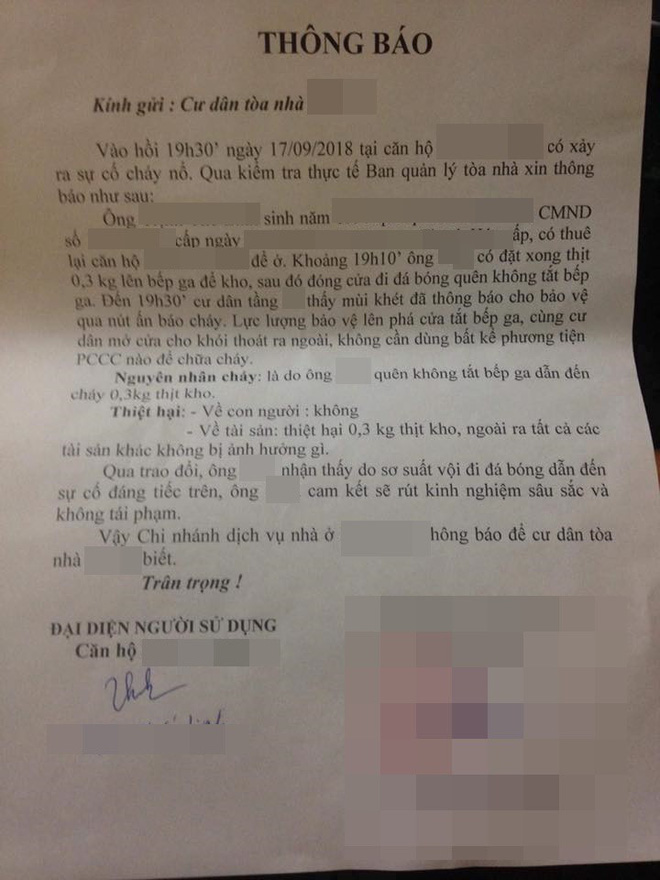 THÔNG BÁO
Kính gửi : Cư dân tòa nhà
Vào hồi 19h30' ngày 17/09/2018 tại căn hộ có xảy
ra sự cố cháy nổ. Qua kiểm tra thực tế Ban quản lý tòa nhà xin thông
báo như sau:
Ông sinh năm CMND
số cấp ngày ấp, có thuê
lại căn hộ để ở. Khoảng 19h10' ông có đặt xong thịt
0,3 kg lên bếp ga để kho, sau đó đóng cửa đi đá bóng quên không tắt bếp
ga. Đến 19h30' cư dân tầng thấy mùi khét đã thông báo cho bảo vệ
qua nút ấn báo cháy. Lực lượng bảo vệ lên phá cửa tắt bếp ga, cùng cư
dân mở cửa cho khói thoát ra ngoài, không cần dùng bất kể phương tiện
PCCC nào để chữa cháy.
Nguyên nhân cháy: là do ông quên không tắt bếp ga dẫn đến
cháy 0,3kg thịt kho.
Thiệt hại: - Về con người : không
- Về tài sản: thiệt hại 0,3 kg thịt kho, ngoài ra tất cả các
tài sản khác không bị ảnh hưởng gì.
Qua trao đổi, ông nhận thấy do sơ suất vội đi đá bóng dẫn đến
sự cố đáng tiếc trên, ông cam kết sẽ rút kinh nghiệm sâu sắc và
không tái phạm.
Vậy Chi nhánh dịch vụ nhà ở hông báo để cư dân tòa
nhà biết.
Trân trọng !
ĐẠI DIỆN NGƯỜI SỬ DỤNG
Căn hộ